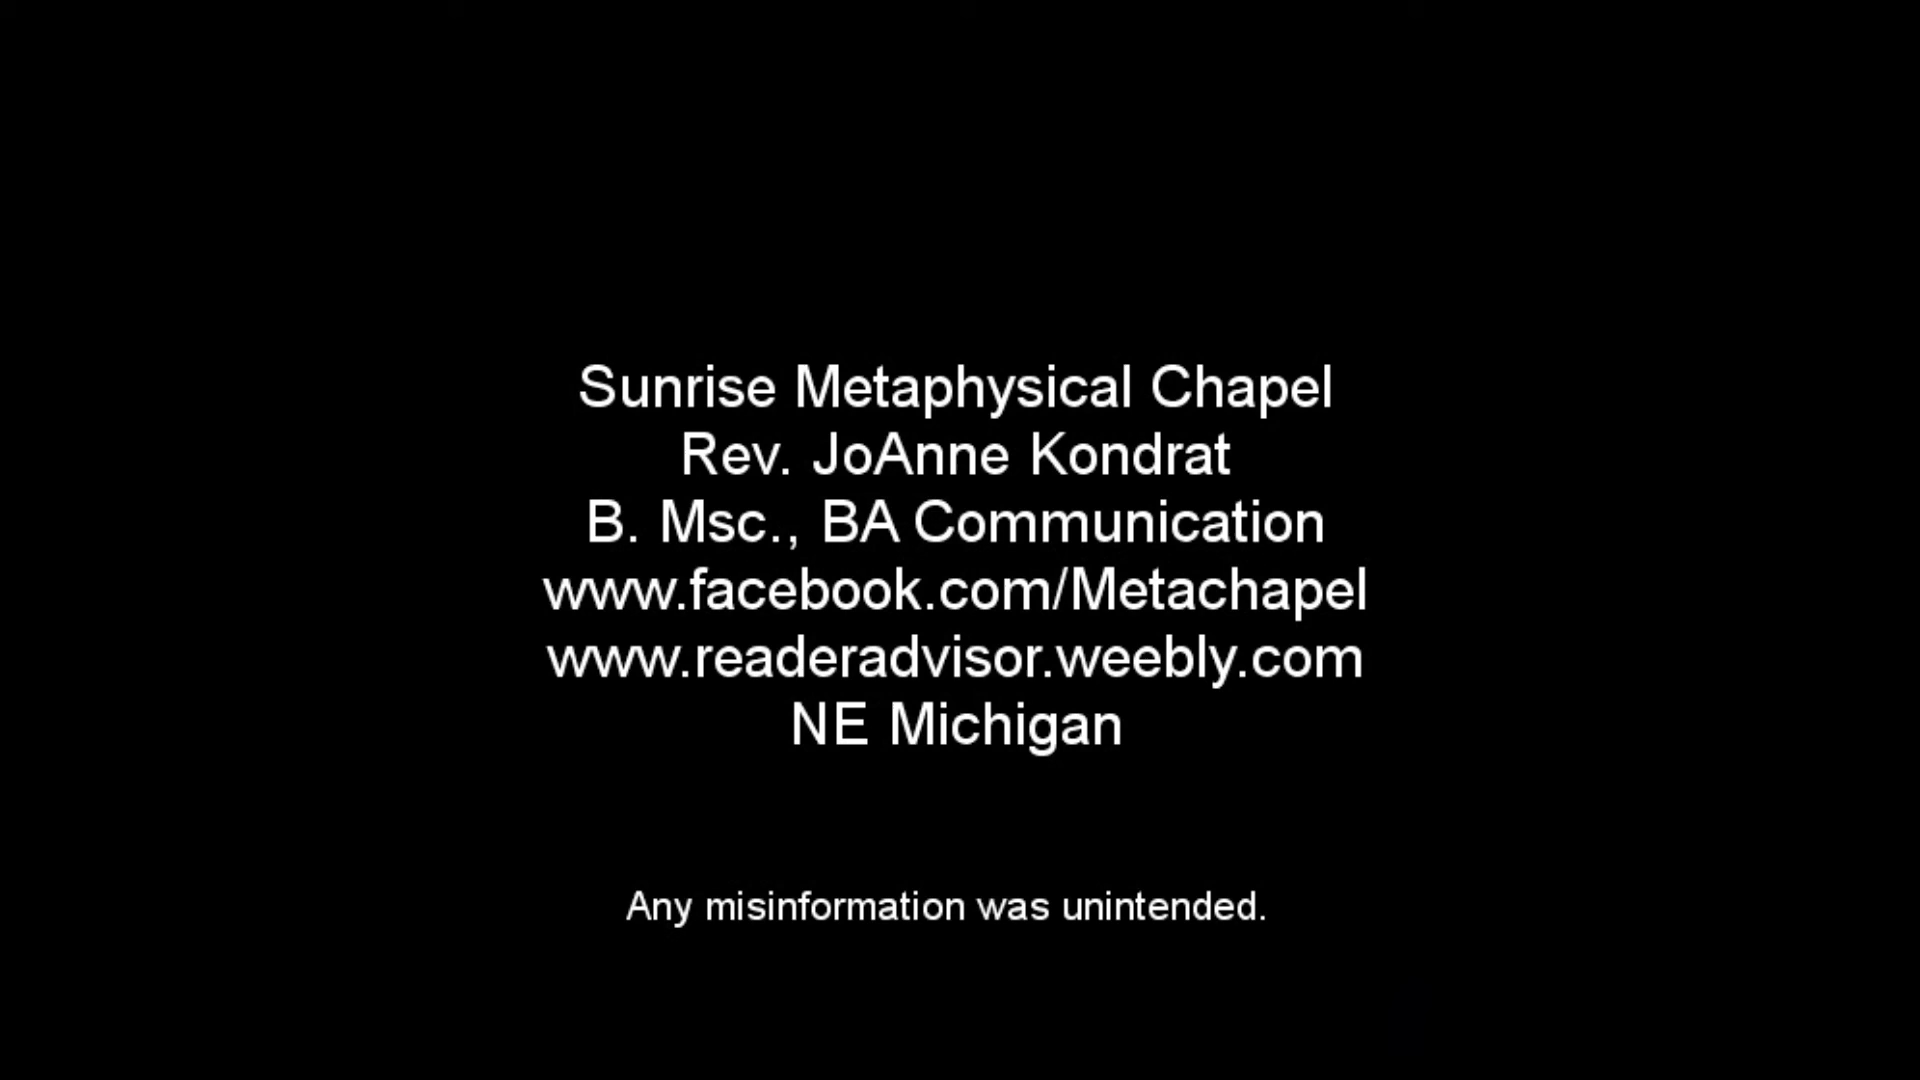 Sunrise Metaphysical Chapel
Rev. JoAnne Kondrat
B. Msc., BA Communication
www.facebook.com/Metachapel
www.readeradvisor.weebly.com
NE Michigan
Any misinformation was unintended.